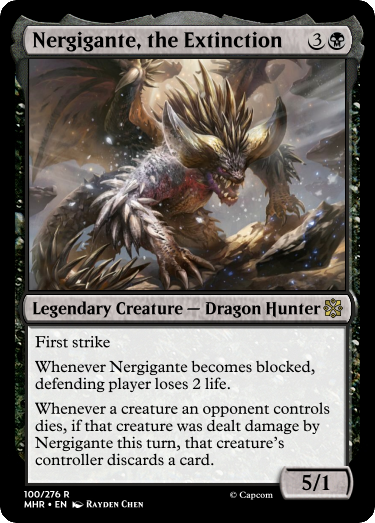 Nergigante, the Extinction 3
Legendary Creature — Dragon Hunter
First strike
Whenever Nergigante becomes blocked,
defending player loses 2 life.
Whenever a creature an opponent controls
dies, if that creature was dealt damage by
Nergigante this turn, that creature's
controller discards a card.
5/1
100/276 R
MHR • EN Rayden Chen
© Capcom